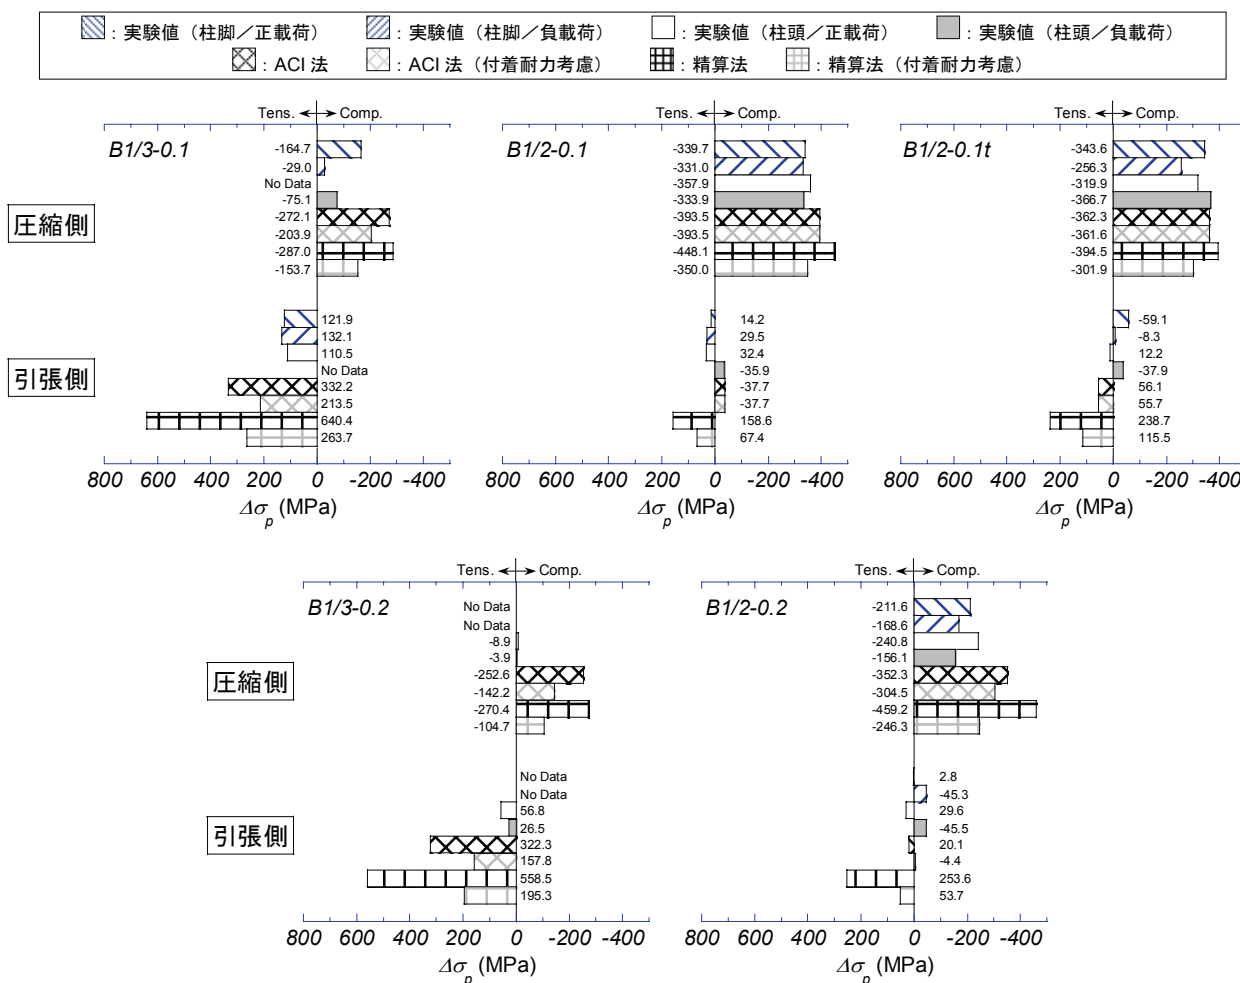 : 実験値（柱脚／正載荷） : 実験値（柱脚／負載荷） : 実験値（柱頭／正載荷） : 実験値（柱頭／負載荷）
: ACI 法 : ACI 法（付着耐力考慮） : 精算法 : 精算法（付着耐力考慮）
Tens. Comp.
B1/3-0.1
圧縮側
-164.7
-29.0
No Data
-75.1
-272.1
-203.9
-287.0
-153.7
引張側
121.9
132.1
110.5
No Data
332.2
213.5
640.4
263.7
800 600 400 200 0 -200 -400
Δσp (MPa)
Tens. Comp.
B1/2-0.1
-339.7
-331.0
-357.9
-333.9
-393.5
-393.5
-448.1
-350.0
14.2
29.5
32.4
-35.9
-37.7
-37.7
158.6
67.4
800 600 400 200 0 -200 -400
Δσp (MPa)
Tens. Comp.
B1/2-0.1t
-343.6
-256.3
-319.9
-366.7
-362.3
-361.6
-394.5
-301.9
-59.1
-8.3
12.2
-37.9
56.1
55.7
238.7
115.5
800 600 400 200 0 -200 -400
Δσp (MPa)
Tens. Comp.
B1/3-0.2
圧縮側
No Data
No Data
-8.9
-3.9
-252.6
-142.2
-270.4
-104.7
引張側
No Data
No Data
56.8
26.5
322.3
157.8
558.5
195.3
800 600 400 200 0 -200 -400
Δσp (MPa)
Tens. Comp.
B1/2-0.2
-211.6
-168.6
-240.8
-156.1
-352.3
-304.5
-459.2
-246.3
2.8
-45.3
29.6
-45.5
20.1
-4.4
253.6
53.7
800 600 400 200 0 -200 -400
Δσp (MPa)